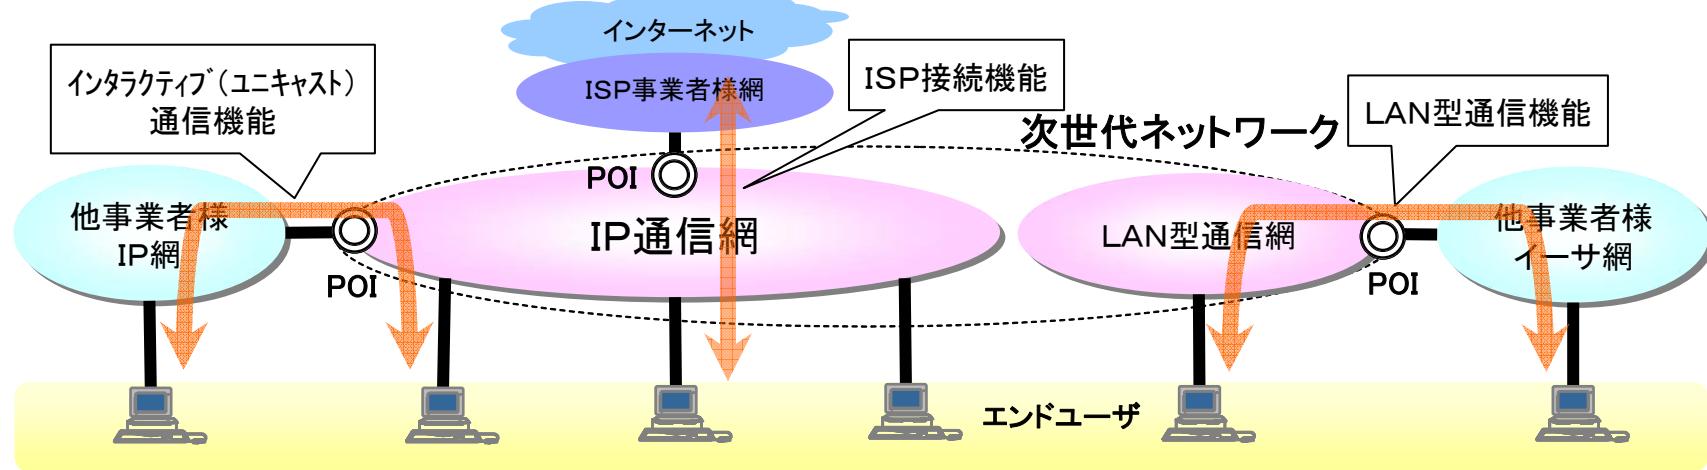 インターネット
ISP事業者様網
インタラクティブ(ユニキャスト)
通信機能
ISP接続機能
LAN型通信機能
次世代ネットワーク
POI
他事業者様
IP網
POI
IP通信網
LAN型通信網
POI
他事業者様
イーサ網
エンドユーザ